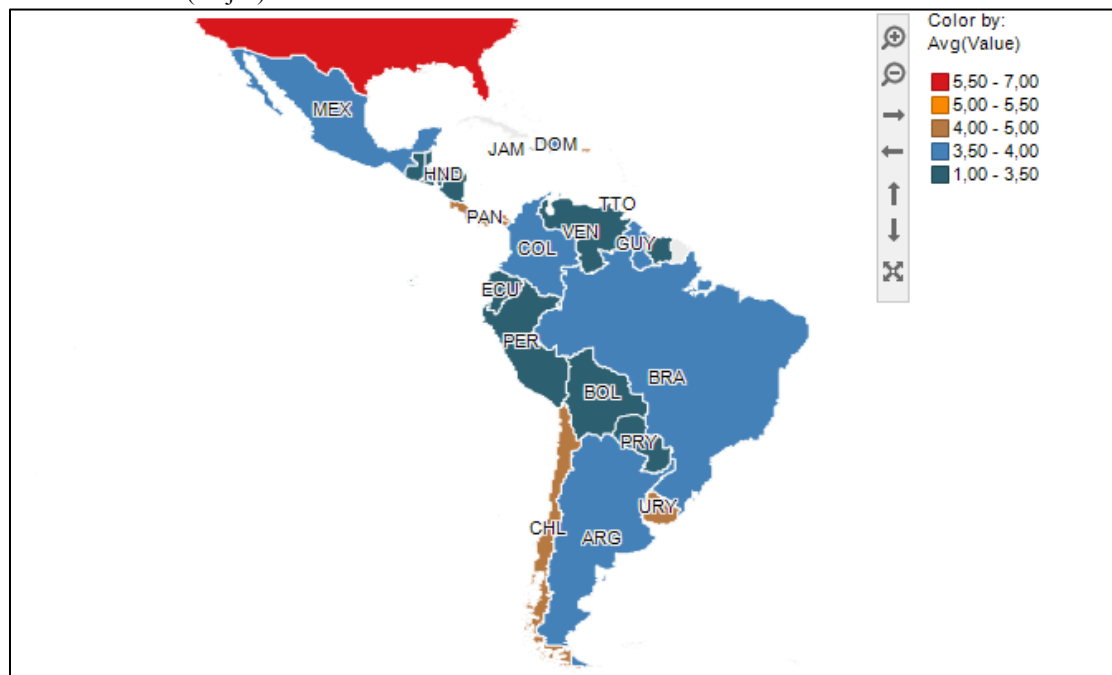 Color by:
Avg(Value)
5,50 - 7,00
5,00 - 5,50
4,00 - 5,00
3,50 - 4,00
1,00 - 3,50
MEX
JAM
DOM
HND
PAN
TTO
VEN
GUY
COL
ECU
PER
BRA
BOL
PRY
URY
CHL
ARG